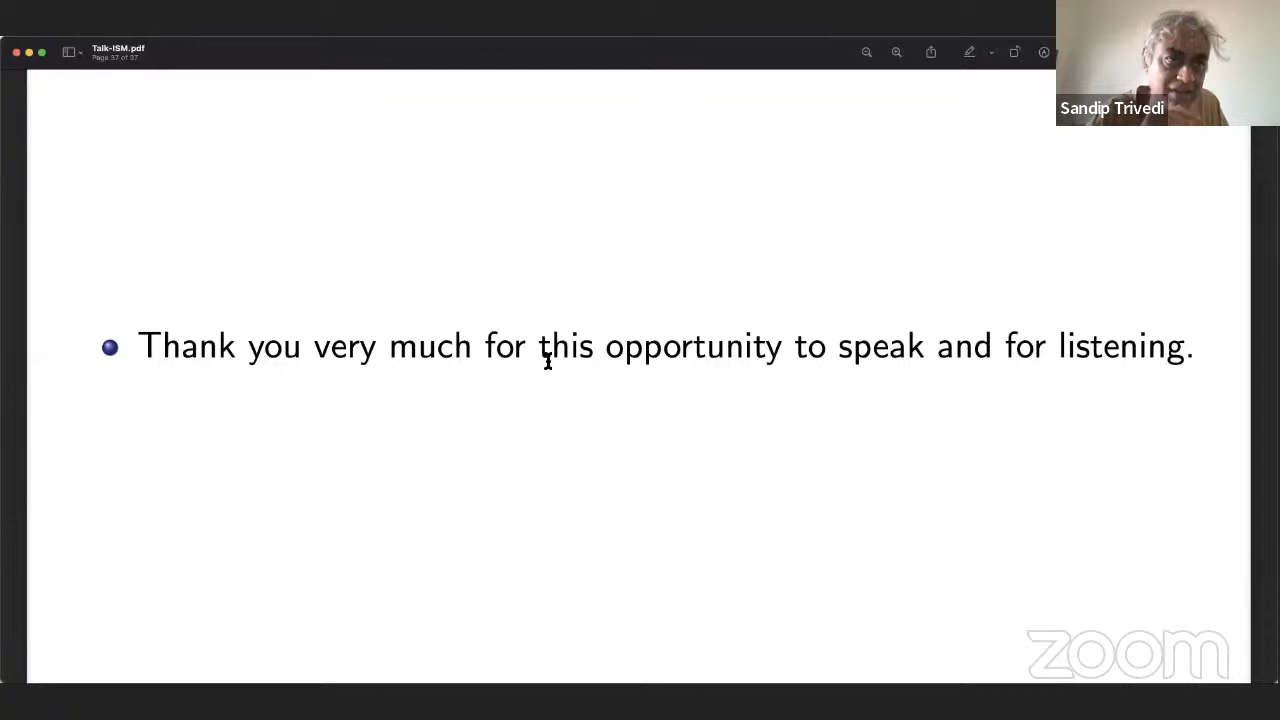 Talk-ISM.pdf
Page 37 of 37
Sandip Trivedi
Thank you very much for this opportunity to speak and for listening.
zoom